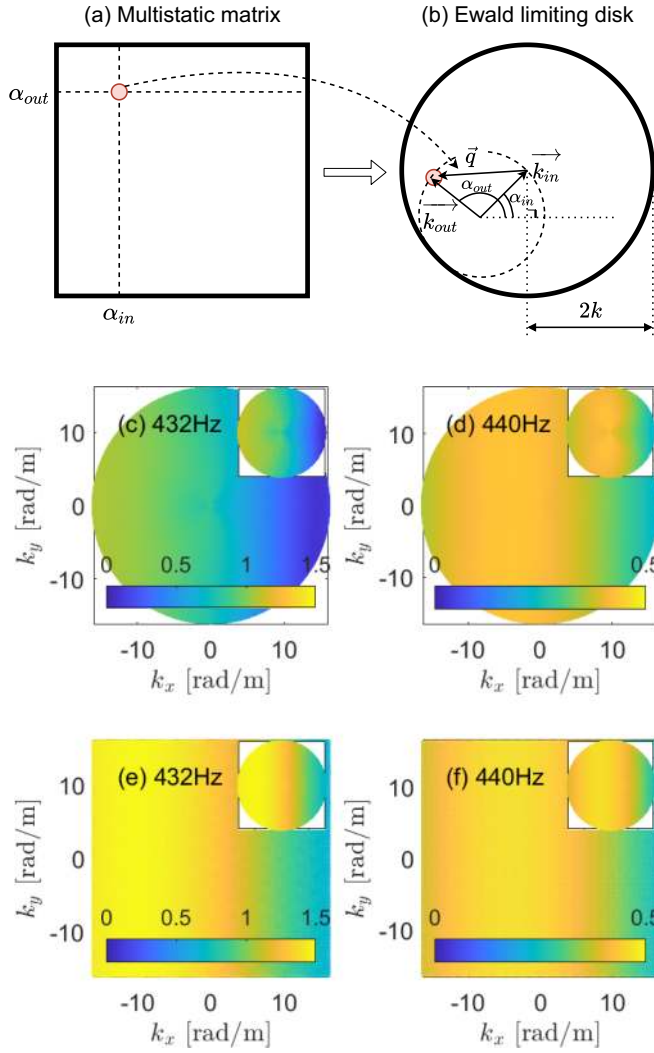 (a) Multistatic matrix
(b) Ewald limiting disk
α_out
α_in
q⃗
k_in
k_out
α_out
α_in
2k
(c) 432Hz
10
0
-10
k_y [rad/m]
0 0.5 1 1.5
-10 0 10
k_x [rad/m]
(d) 440Hz
10
0
-10
k_y [rad/m]
0 0.5
-10 0 10
k_x [rad/m]
(e) 432Hz
10
0
-10
k_y [rad/m]
0 0.5 1 1.5
-10 0 10
k_x [rad/m]
(f) 440Hz
10
0
-10
k_y [rad/m]
0 0.5
-10 0 10
k_x [rad/m]